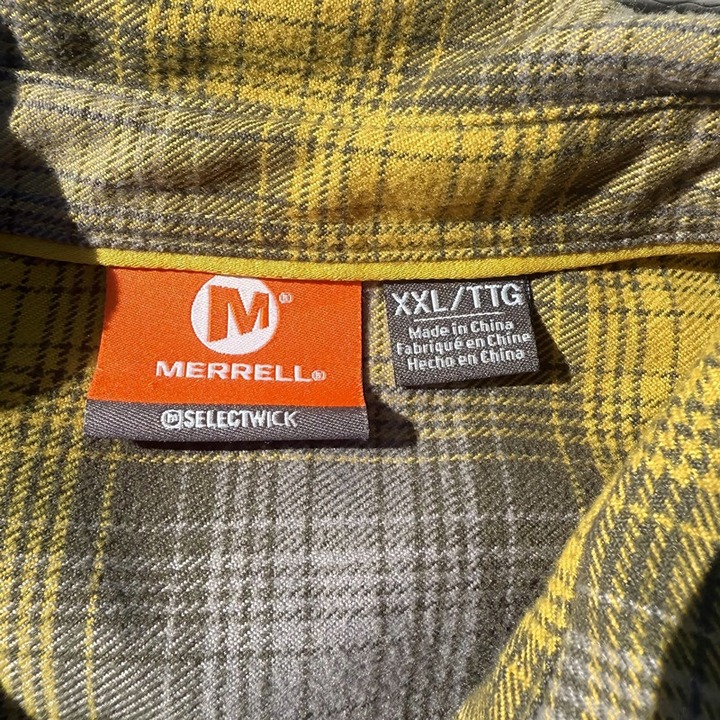 M®
MERRELL®
m SELECTWICK
XXL/TTG
Made in China
Fabriqué en Chine
Hecho en China